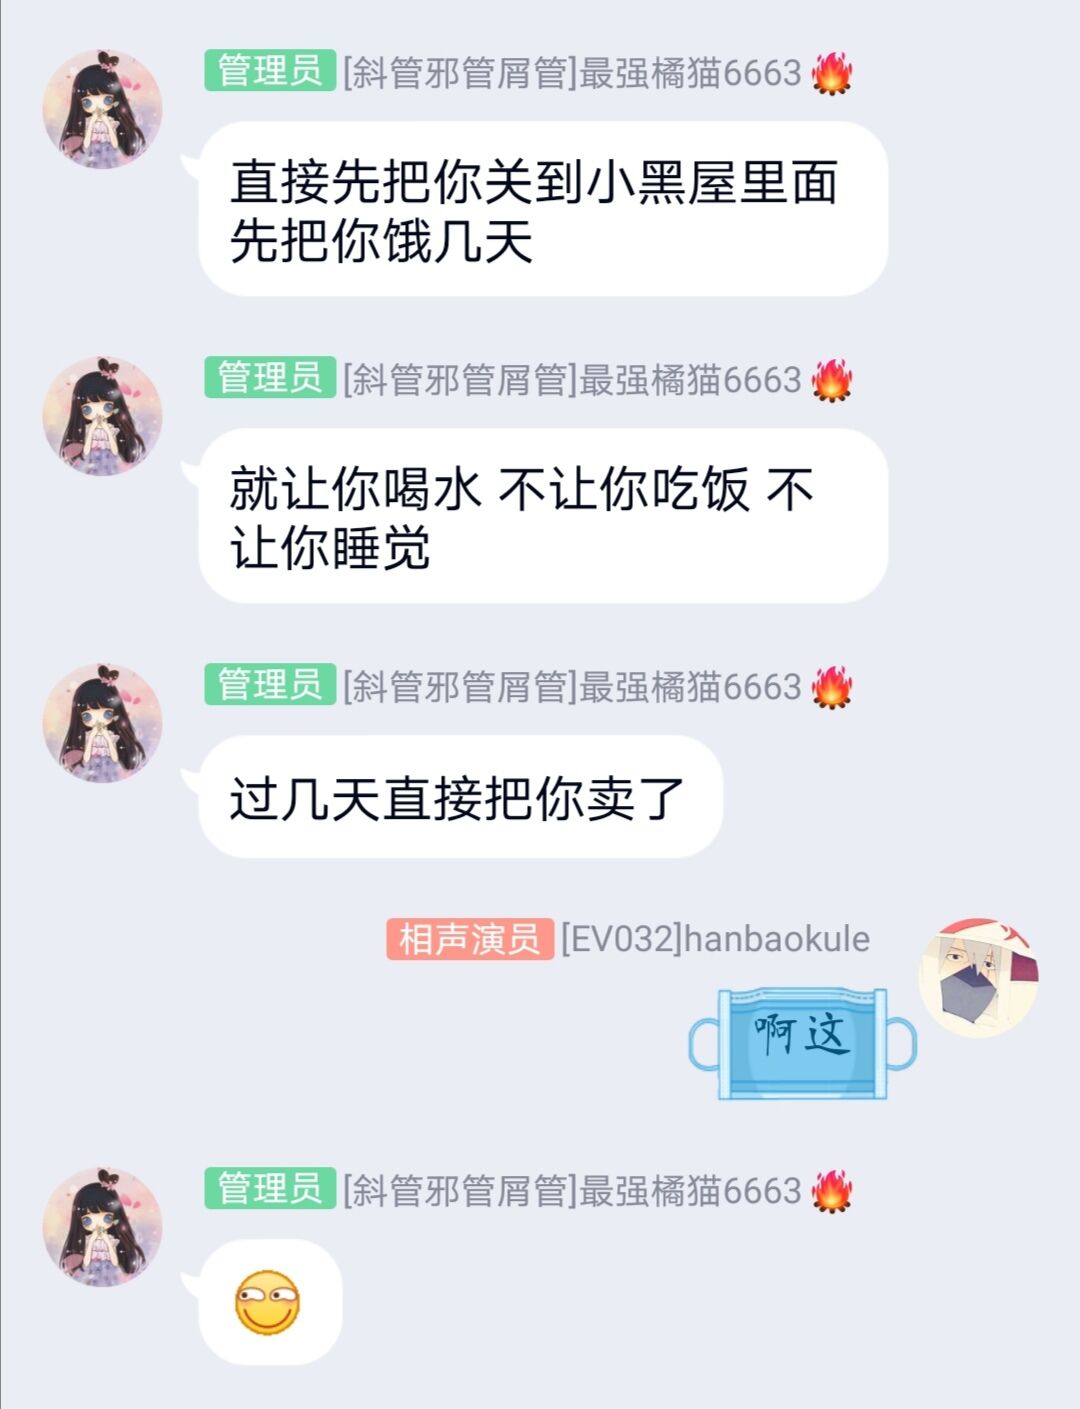 管理员 [斜管邪管屑管]最强橘猫6663🔥
直接先把你关到小黑屋里面
先把你饿几天
管理员 [斜管邪管屑管]最强橘猫6663🔥
就让你喝水 不让你吃饭 不
让你睡觉
管理员 [斜管邪管屑管]最强橘猫6663🔥
过几天直接把你卖了
相声演员 [EV032]hanbaokule
啊这
管理员 [斜管邪管屑管]最强橘猫6663🔥